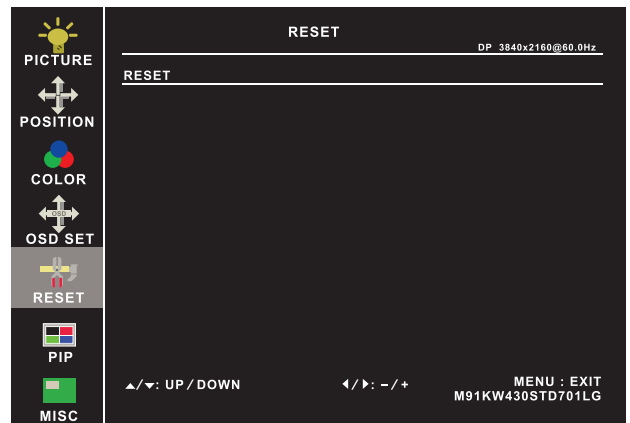 PICTURE
POSITION
COLOR
OSD
OSD SET
RESET
PIP
MISC
RESET
DP 3840x2160@60.0Hz
RESET
▲/▼: UP / DOWN
◀/▶: – / +
MENU : EXIT
M91KW430STD701LG